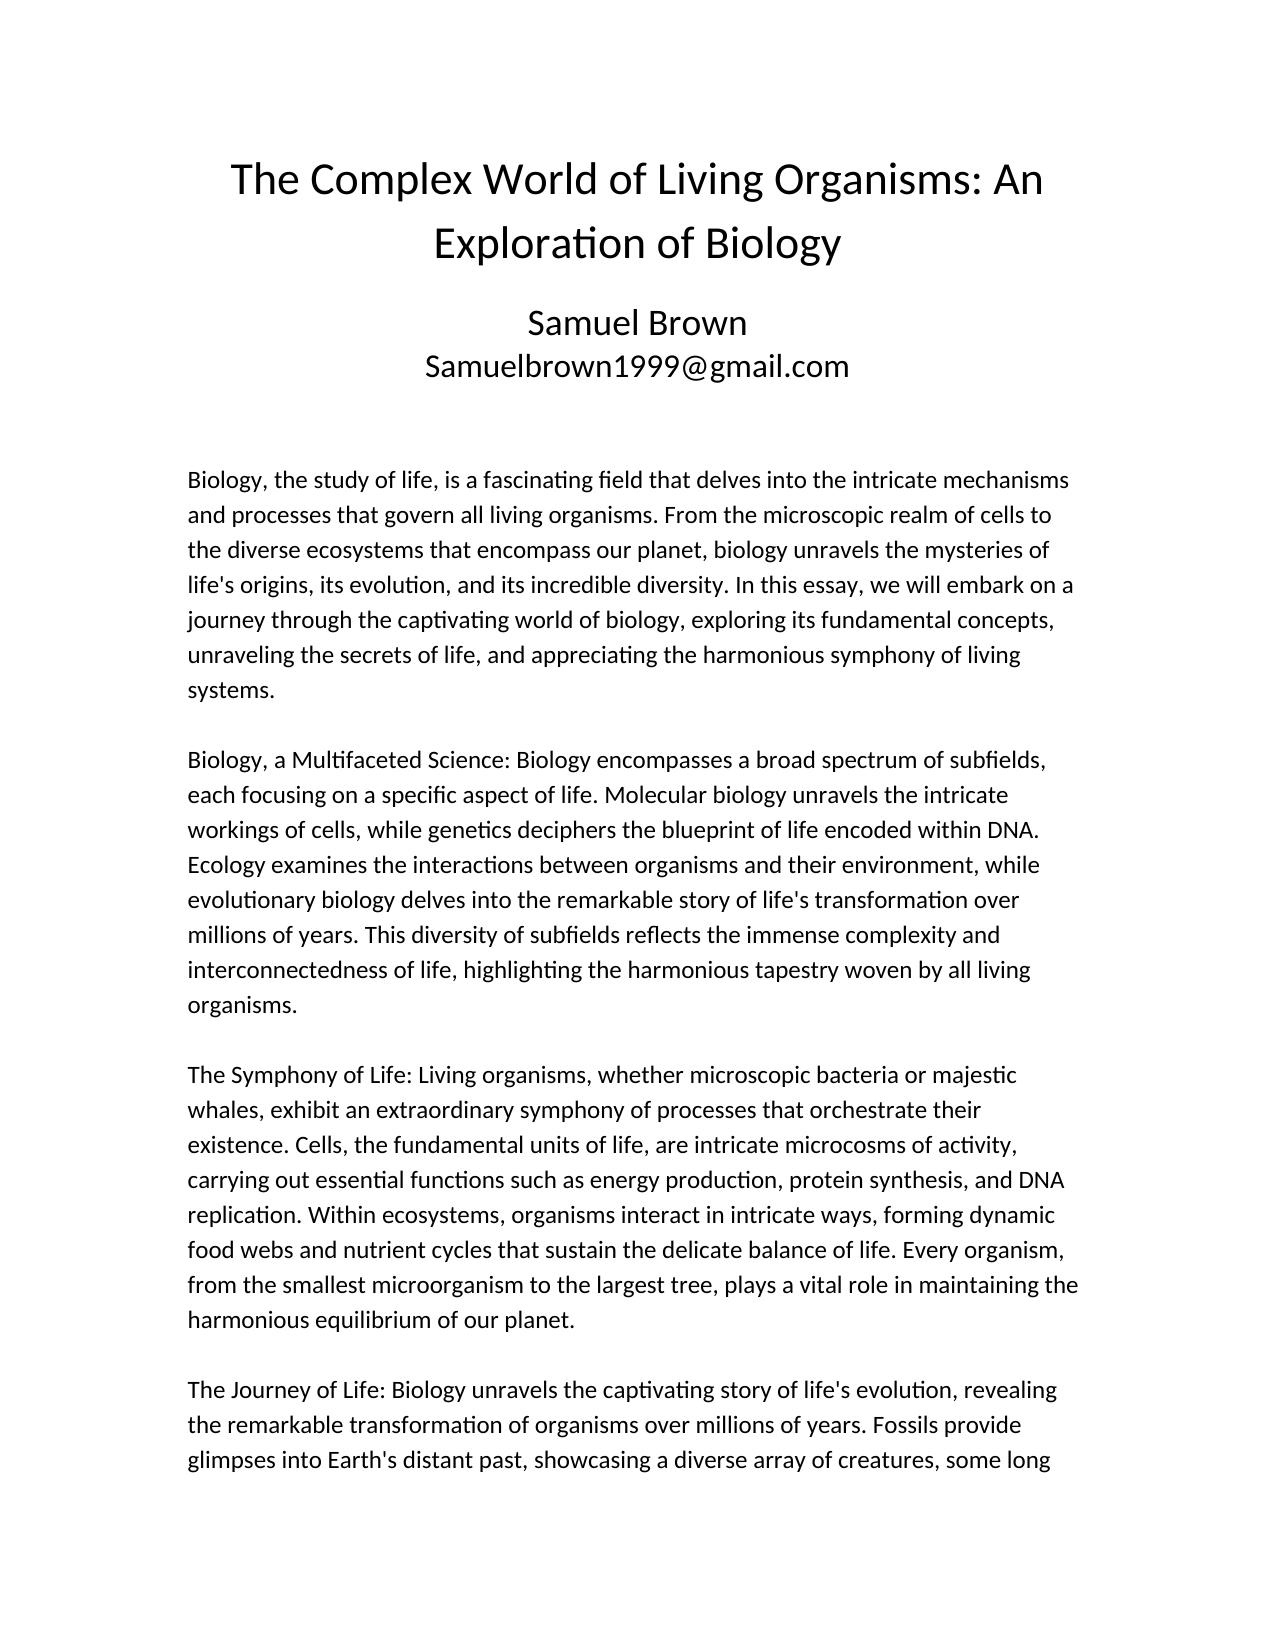 The Complex World of Living Organisms: An
Exploration of Biology
Samuel Brown
Samuelbrown1999@gmail.com
Biology, the study of life, is a fascinating field that delves into the intricate mechanisms
and processes that govern all living organisms. From the microscopic realm of cells to
the diverse ecosystems that encompass our planet, biology unravels the mysteries of
life's origins, its evolution, and its incredible diversity. In this essay, we will embark on a
journey through the captivating world of biology, exploring its fundamental concepts,
unraveling the secrets of life, and appreciating the harmonious symphony of living
systems.
Biology, a Multifaceted Science: Biology encompasses a broad spectrum of subfields,
each focusing on a specific aspect of life. Molecular biology unravels the intricate
workings of cells, while genetics deciphers the blueprint of life encoded within DNA.
Ecology examines the interactions between organisms and their environment, while
evolutionary biology delves into the remarkable story of life's transformation over
millions of years. This diversity of subfields reflects the immense complexity and
interconnectedness of life, highlighting the harmonious tapestry woven by all living
organisms.
The Symphony of Life: Living organisms, whether microscopic bacteria or majestic
whales, exhibit an extraordinary symphony of processes that orchestrate their
existence. Cells, the fundamental units of life, are intricate microcosms of activity,
carrying out essential functions such as energy production, protein synthesis, and DNA
replication. Within ecosystems, organisms interact in intricate ways, forming dynamic
food webs and nutrient cycles that sustain the delicate balance of life. Every organism,
from the smallest microorganism to the largest tree, plays a vital role in maintaining the
harmonious equilibrium of our planet.
The Journey of Life: Biology unravels the captivating story of life's evolution, revealing
the remarkable transformation of organisms over millions of years. Fossils provide
glimpses into Earth's distant past, showcasing a diverse array of creatures, some long